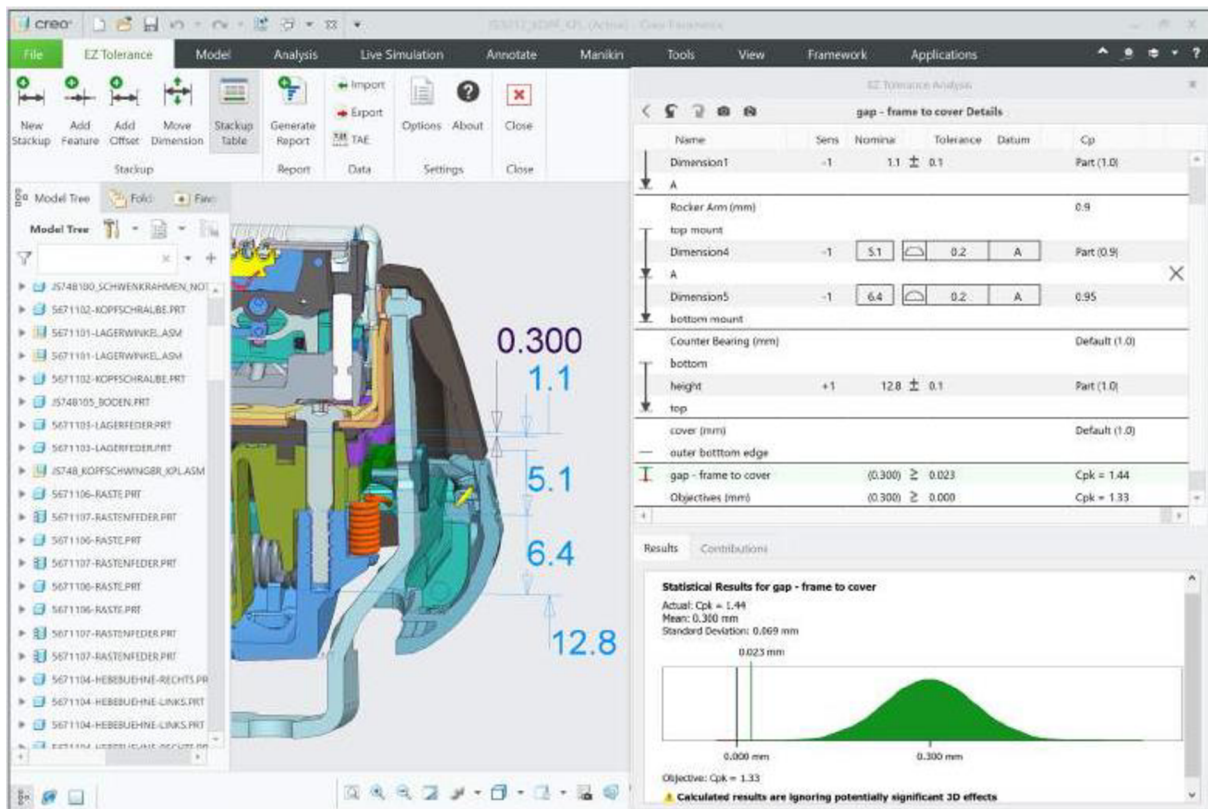 creo
File EZ Tolerance Model Analysis Live Simulation Annotate Manikin Tools View Framework Applications
New Stackup
Add Feature
Add Offset
Move Dimension
Stackup Table
Generate Report
Import
Export
TAE
Options
About
Close
Stackup Report Data Settings Close
Model Tree
Model Tree
JS748100_SCHWENKRAHMEN_NOT
5671102-KOPFSCHRAUBE.PRT
5671101-LAGERWINKEL.ASM
5671101-LAGERWINKEL.ASM
5671102-KOPFSCHRAUBE.PRT
JS748105_BODEN.PRT
5671103-LAGERFEDER.PRT
5671103-LAGERFEDER.PRT
JS748_KOPFSCHWINGBR_KPL.ASM
5671106-RASTE.PRT
5671107-RASTENFEDER.PRT
5671106-RASTE.PRT
5671107-RASTENFEDER.PRT
5671106-RASTE.PRT
5671106-RASTE.PRT
5671107-RASTENFEDER.PRT
5671107-RASTENFEDER.PRT
5671104-HEBEBUEHNE-RECHTS.PR
5671104-HEBEBUEHNE-LINKS.PRT
5671104-HEBEBUEHNE-LINKS.PRT
0.300
1.1
5.1
6.4
12.8
EZ Tolerance Analysis
gap - frame to cover Details
Name Sens Nominal Tolerance Datum Cp
Dimension1 -1 1.1 ± 0.1 Part (1.0)
A
Rocker Arm (mm) 0.9
top mount
Dimension4 -1 5.1 0.2 A Part (0.9)
A
Dimension5 -1 6.4 0.2 A 0.95
bottom mount
Counter Bearing (mm) Default (1.0)
bottom
height +1 12.8 ± 0.1 Part (1.0)
top
cover (mm) Default (1.0)
outer botttom edge
gap - frame to cover (0.300) ≥ 0.023 Cpk = 1.44
Objectives (mm) (0.300) ≥ 0.000 Cpk = 1.33
Results Contributions
Statistical Results for gap - frame to cover
Actual: Cpk = 1.44
Mean: 0.300 mm
Standard Deviation: 0.069 mm
0.023 mm
0.000 mm 0.300 mm
Objective: Cpk = 1.33
Calculated results are ignoring potentially significant 3D effects